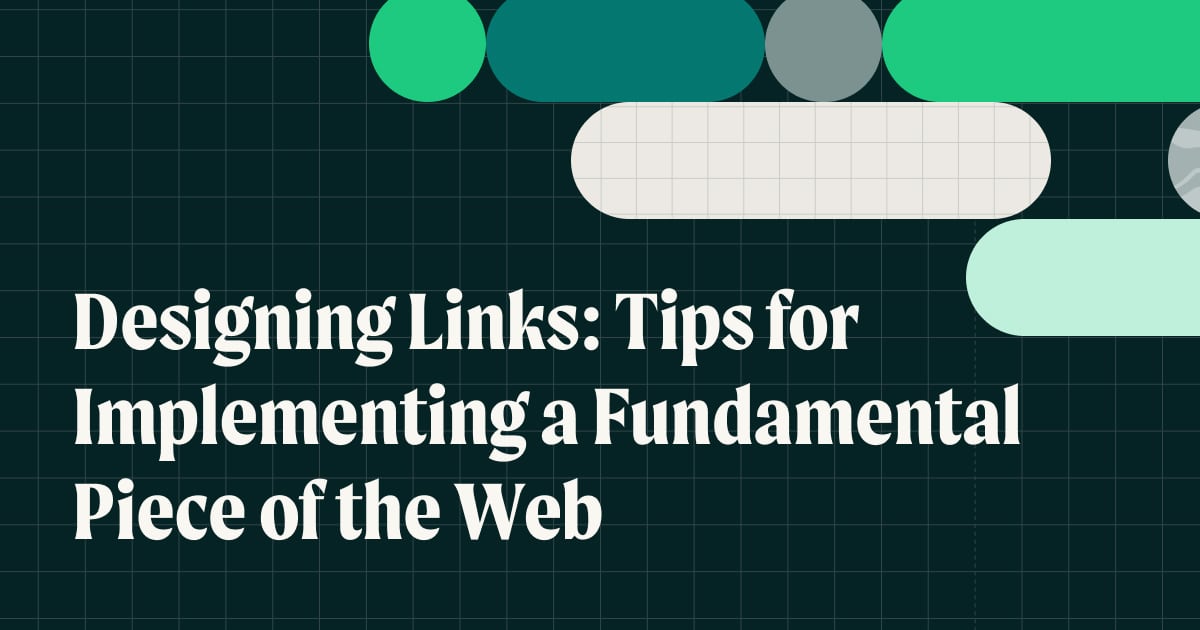 Designing Links: Tips for
Implementing a Fundamental
Piece of the Web